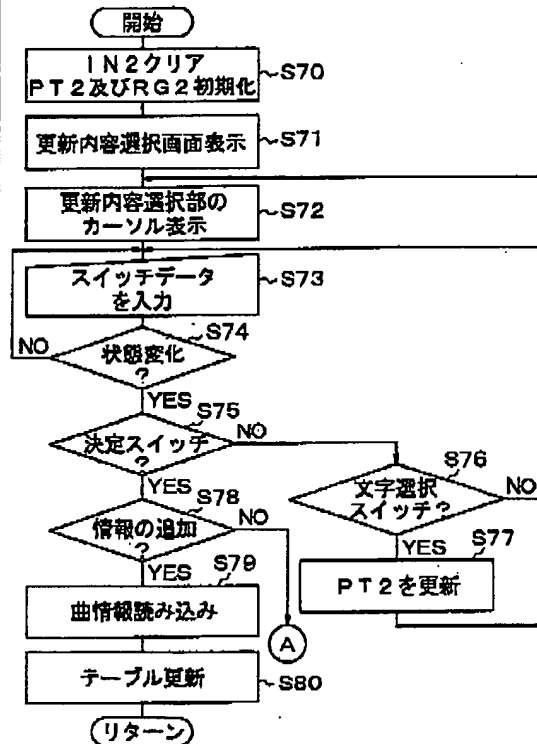 開始
IN2クリア
PT2及びRG2初期化
S70
更新内容選択画面表示
S71
更新内容選択部の
カーソル表示
S72
スイッチデータ
を入力
S73
S74
状態変化
?
NO
YES
S75
決定スイッチ
?
NO
YES
S76
文字選択
スイッチ?
NO
YES
S77
PT2を更新
S78
情報の追加
?
NO
YES
S79
曲情報読み込み
A
テーブル更新
S80
リターン